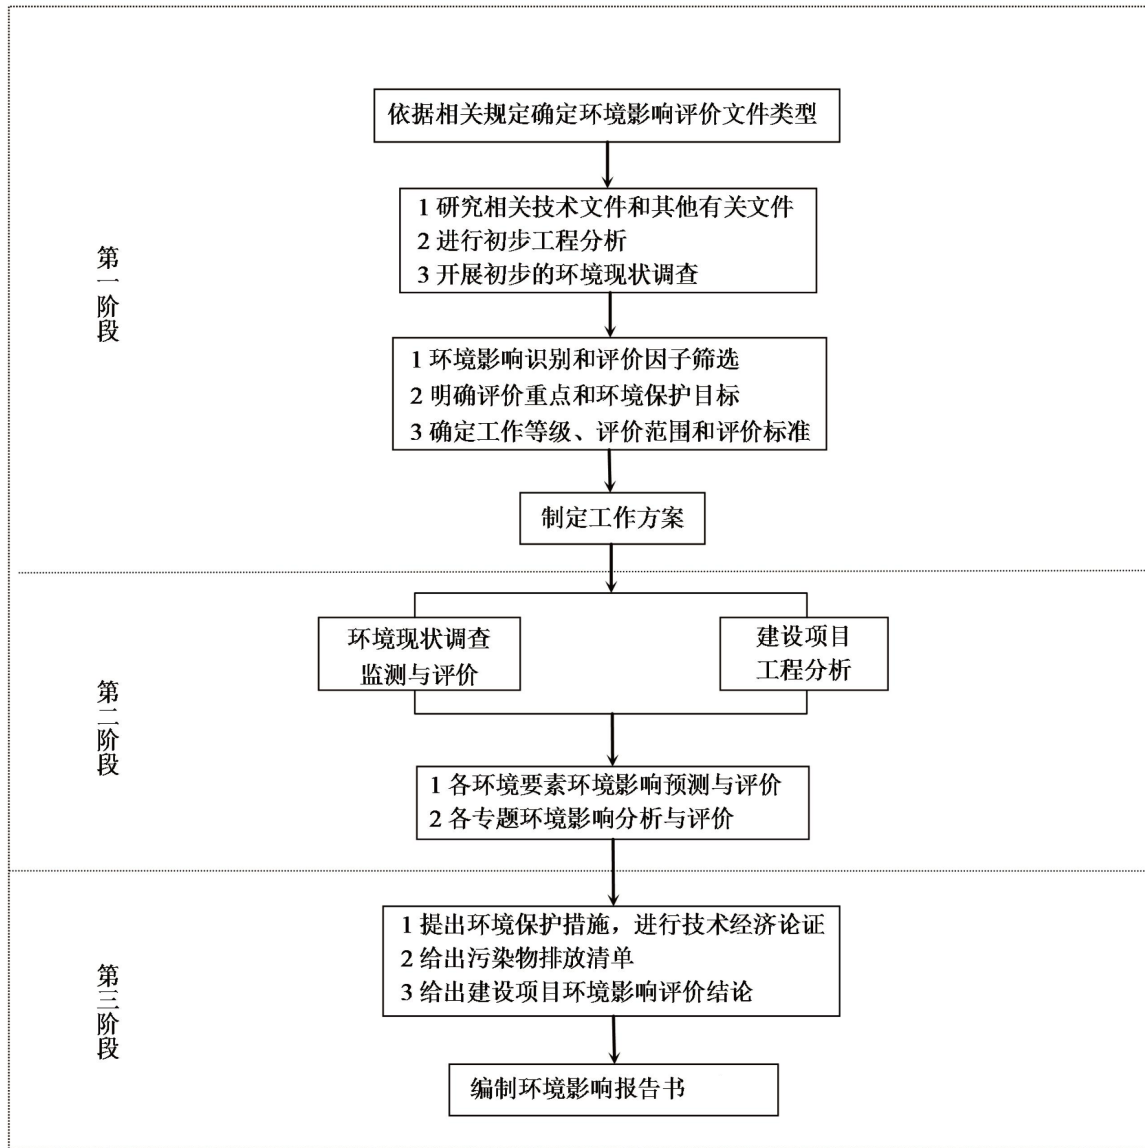 依据相关规定确定环境影响评价文件类型
1 研究相关技术文件和其他有关文件
2 进行初步工程分析
3 开展初步的环境现状调查
第一阶段
1 环境影响识别和评价因子筛选
2 明确评价重点和环境保护目标
3 确定工作等级、评价范围和评价标准
制定工作方案
环境现状调查
监测与评价
建设项目
工程分析
第二阶段
1 各环境要素环境影响预测与评价
2 各专题环境影响分析与评价
1 提出环境保护措施，进行技术经济论证
2 给出污染物排放清单
3 给出建设项目环境影响评价结论
第三阶段
编制环境影响报告书